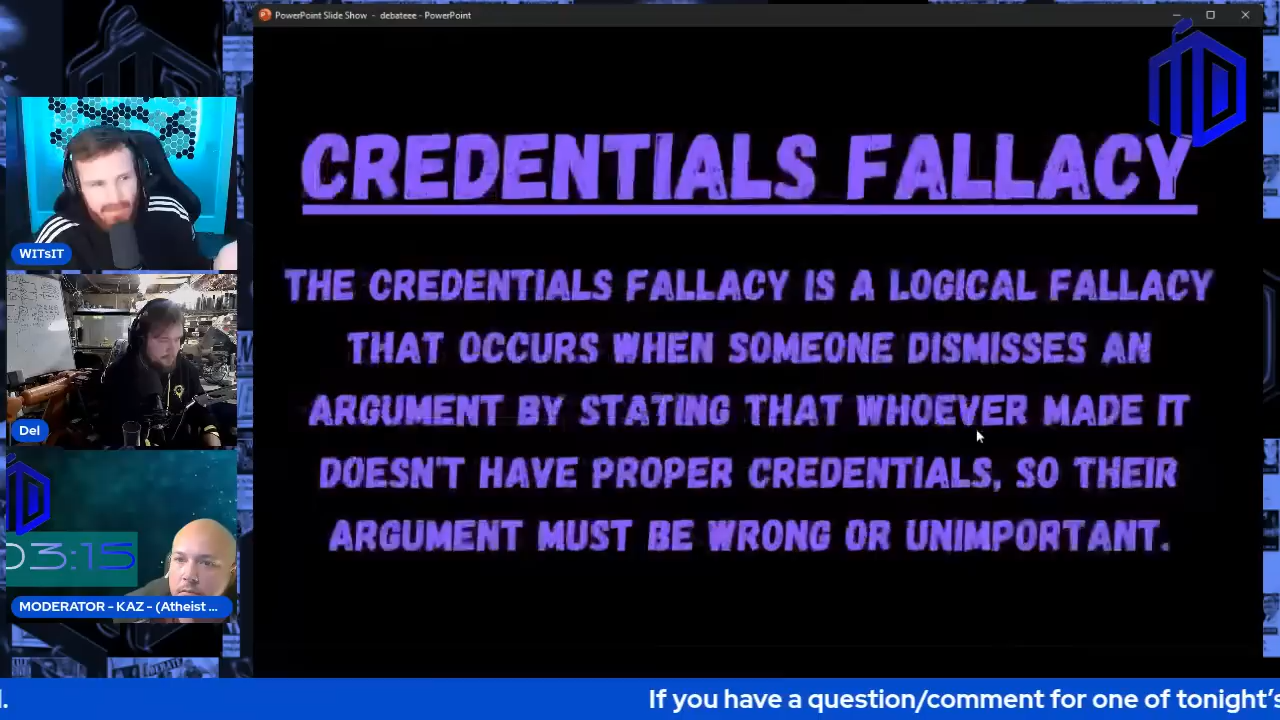 PowerPoint Slide Show - debateee - PowerPoint
CREDENTIALS FALLACY
THE CREDENTIALS FALLACY IS A LOGICAL FALLACY
THAT OCCURS WHEN SOMEONE DISMISSES AN
ARGUMENT BY STATING THAT WHOEVER MADE IT
DOESN'T HAVE PROPER CREDENTIALS, SO THEIR
ARGUMENT MUST BE WRONG OR UNIMPORTANT.
WITsIT
Del
03:15
MODERATOR - KAZ - (Atheist ...
If you have a question/comment for one of tonight's